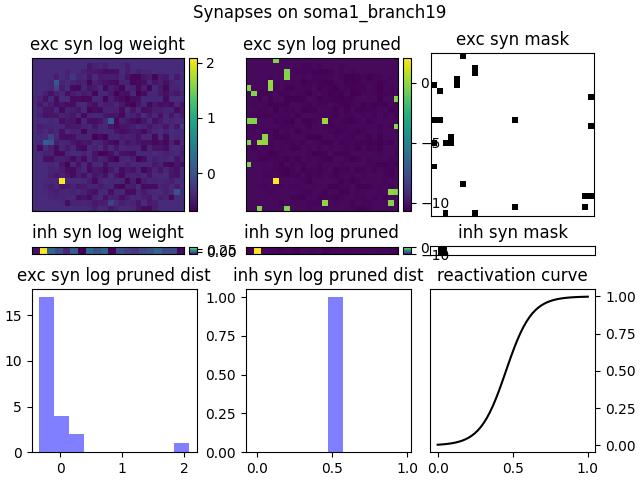 Synapses on soma1_branch19
exc syn log weight
exc syn log pruned
exc syn mask
2
1
0
0
−5
−10
inh syn log weight
inh syn log pruned
inh syn mask
0.25
0.00
0
10
exc syn log pruned dist
inh syn log pruned dist
reactivation curve
15
10
5
0
0 1 2
1.00
0.75
0.50
0.25
0.00
0.0 0.5 1.0
1.00
0.75
0.50
0.25
0.00
0.0 0.5 1.0